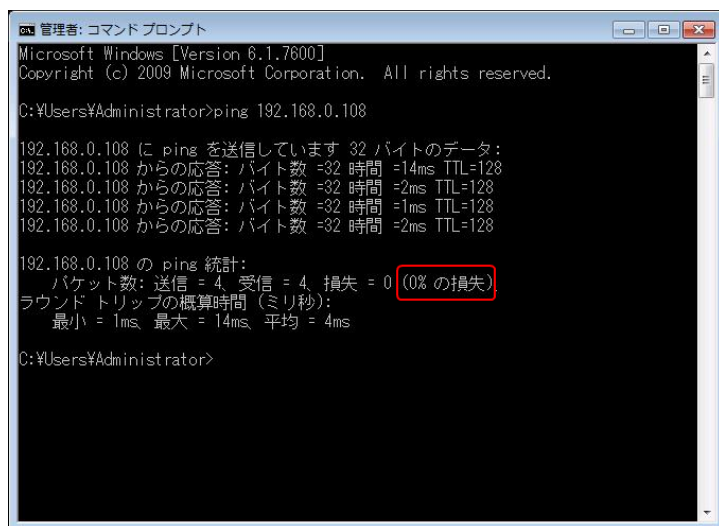 管理者: コマンド プロンプト
Microsoft Windows [Version 6.1.7600]
Copyright (c) 2009 Microsoft Corporation.  All rights reserved.
C:¥Users¥Administrator>ping 192.168.0.108
192.168.0.108 に ping を送信しています 32 バイトのデータ:
192.168.0.108 からの応答: バイト数 =32 時間 =14ms TTL=128
192.168.0.108 からの応答: バイト数 =32 時間 =2ms TTL=128
192.168.0.108 からの応答: バイト数 =32 時間 =1ms TTL=128
192.168.0.108 からの応答: バイト数 =32 時間 =2ms TTL=128
192.168.0.108 の ping 統計:
パケット数: 送信 = 4、受信 = 4、損失 = 0 (0% の損失)、
ラウンド トリップの概算時間 (ミリ秒):
最小 = 1ms、最大 = 14ms、平均 = 4ms
C:¥Users¥Administrator>